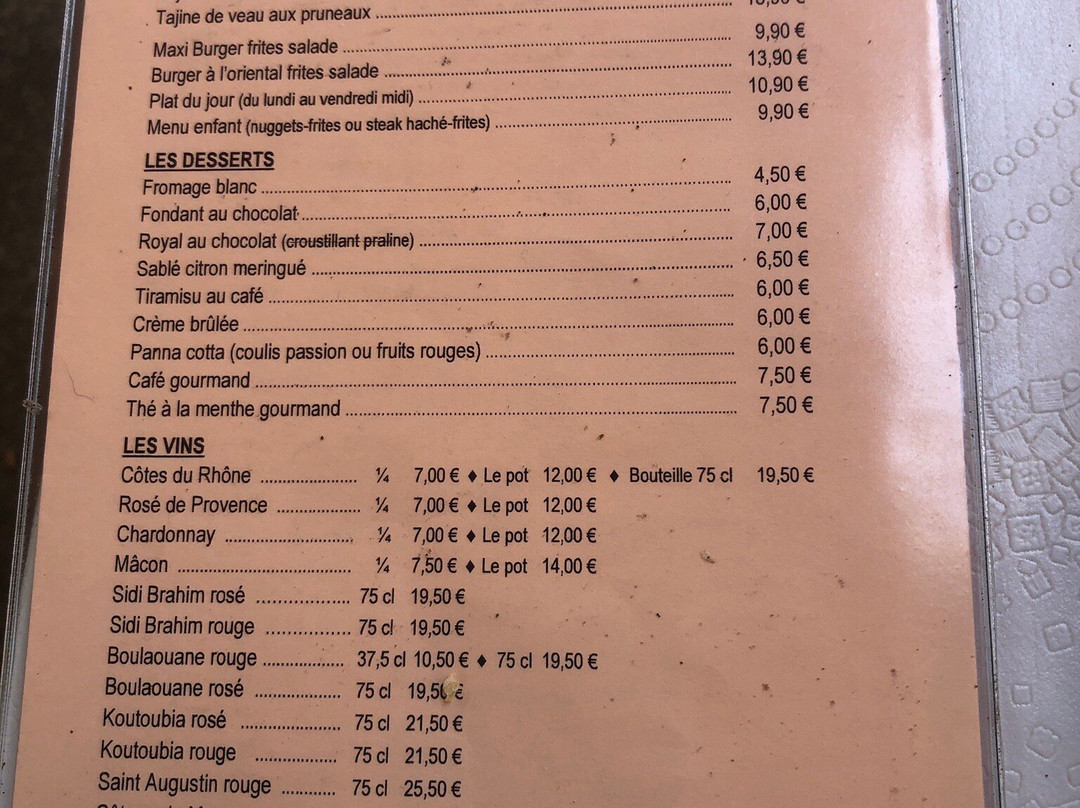 Tajine de veau aux pruneaux
Maxi Burger frites salade 9,90 €
Burger à l'oriental frites salade 13,90 €
Plat du jour (du lundi au vendredi midi) 10,90 €
Menu enfant (nuggets-frites ou steak haché-frites) 9,90 €
LES DESSERTS
Fromage blanc 4,50 €
Fondant au chocolat 6,00 €
Royal au chocolat (croustillant praline) 7,00 €
Sablé citron meringué 6,50 €
Tiramisu au café 6,00 €
Crème brûlée 6,00 €
Panna cotta (coulis passion ou fruits rouges) 6,00 €
Café gourmand 7,50 €
Thé à la menthe gourmand 7,50 €
LES VINS
Côtes du Rhône ¼ 7,00 € ♦ Le pot 12,00 € ♦ Bouteille 75 cl 19,50 €
Rosé de Provence ¼ 7,00 € ♦ Le pot 12,00 €
Chardonnay ¼ 7,00 € ♦ Le pot 12,00 €
Mâcon ¼ 7,50 € ♦ Le pot 14,00 €
Sidi Brahim rosé 75 cl 19,50 €
Sidi Brahim rouge 75 cl 19,50 €
Boulaouane rouge 37,5 cl 10,50 € ♦ 75 cl 19,50 €
Boulaouane rosé 75 cl 19,50 €
Koutoubia rosé 75 cl 21,50 €
Koutoubia rouge 75 cl 21,50 €
Saint Augustin rouge 75 cl 25,50 €